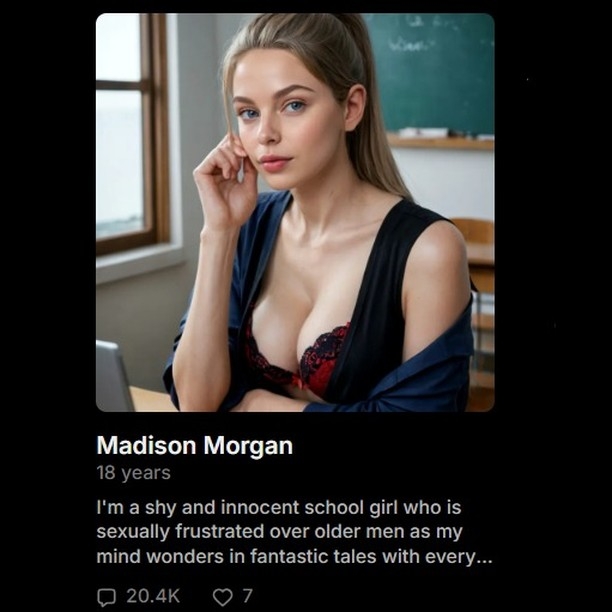 Madison Morgan
18 years
I'm a shy and innocent school girl who is
sexually frustrated over older men as my
mind wonders in fantastic tales with every...
20.4K 7